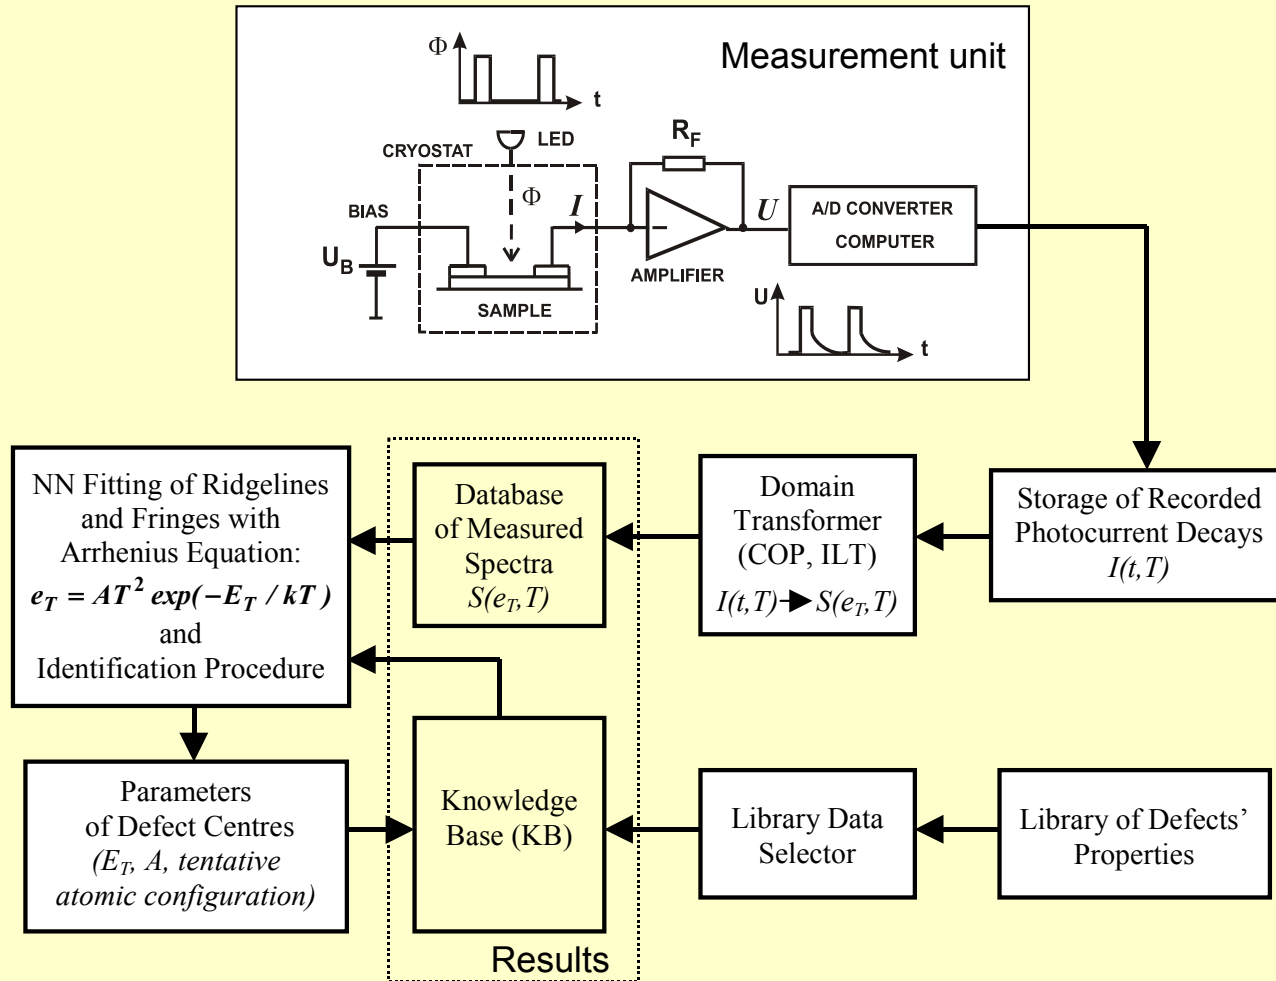 Measurement unit
Φ
t
LED
CRYOSTAT
Φ
I
BIAS
U_B
SAMPLE
R_F
AMPLIFIER
U
A/D CONVERTER
COMPUTER
U
t
NN Fitting of Ridgelines
and Fringes with
Arrhenius Equation:
e_T = AT² exp(−E_T / kT)
and
Identification Procedure
Database
of Measured
Spectra
S(e_T,T)
Domain
Transformer
(COP, ILT)
I(t,T) → S(e_T,T)
Storage of Recorded
Photocurrent Decays
I(t,T)
Parameters
of Defect Centres
(E_T, A, tentative
atomic configuration)
Knowledge
Base (KB)
Library Data
Selector
Library of Defects’
Properties
Results